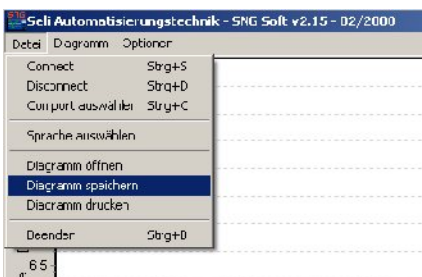 Seli Automatisierungstechnik - SNG Soft v2.15 - 02/2000
Datei Diagramm Optionen
Connect Strg+S
Disconnect Strg+D
Comport auswählen Strg+C
Sprache auswählen
Diagramm öffnen
Diagramm speichern
Diagramm drucken
Beenden Strg+B
65